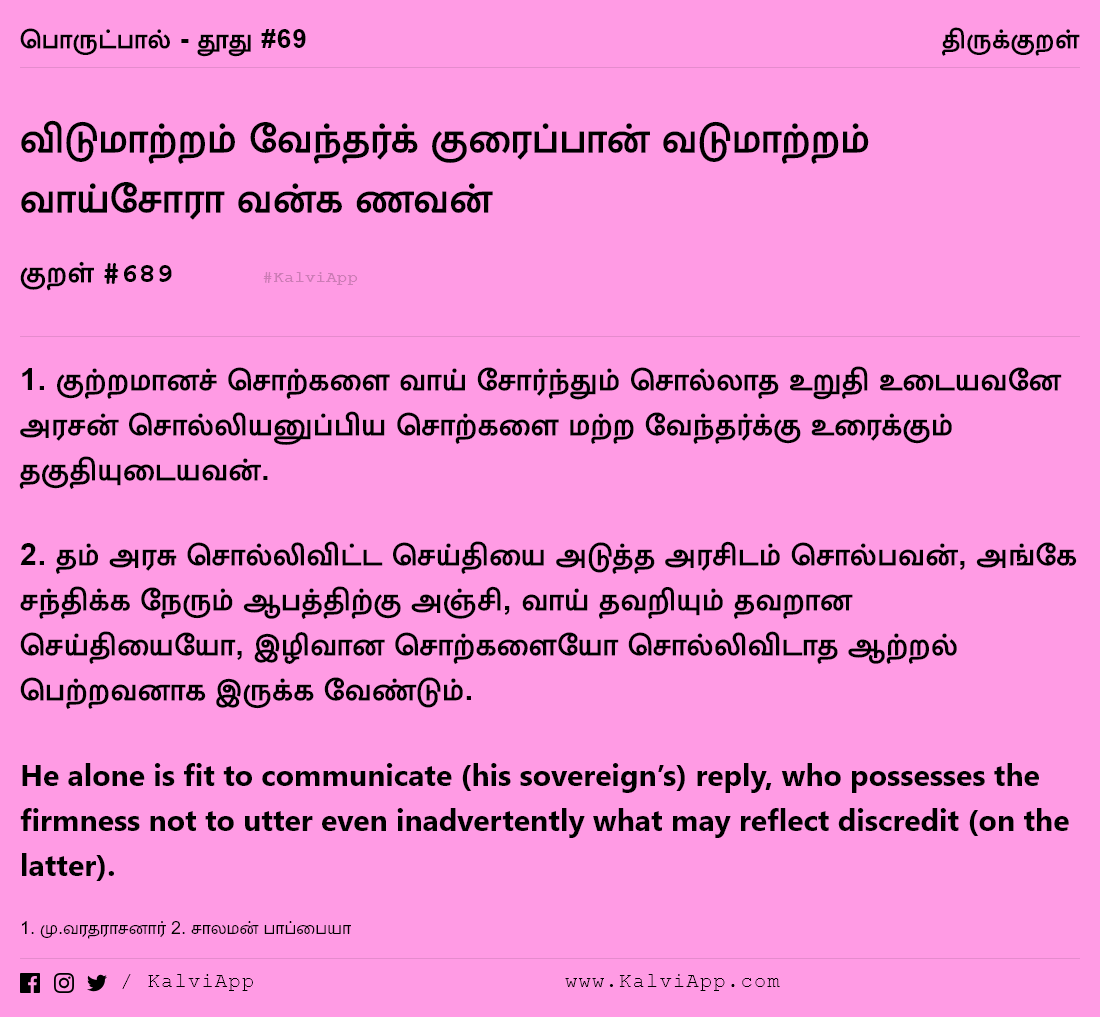 பொருட்பால் - தூது #69 திருக்குறள்
விடுமாற்றம் வேந்தர்க் குரைப்பான் வடுமாற்றம்
வாய்சோரா வன்க ணவன்
குறள் #689 #KalviApp
1. குற்றமானச் சொற்களை வாய் சோர்ந்தும் சொல்லாத உறுதி உடையவனே
அரசன் சொல்லியனுப்பிய சொற்களை மற்ற வேந்தர்க்கு உரைக்கும்
தகுதியுடையவன்.
2. தம் அரசு சொல்லிவிட்ட செய்தியை அடுத்த அரசிடம் சொல்பவன், அங்கே
சந்திக்க நேரும் ஆபத்திற்கு அஞ்சி, வாய் தவறியும் தவறான
செய்தியையோ, இழிவான சொற்களையோ சொல்லிவிடாத ஆற்றல்
பெற்றவனாக இருக்க வேண்டும்.
He alone is fit to communicate (his sovereign’s) reply, who possesses the
firmness not to utter even inadvertently what may reflect discredit (on the
latter).
1. மு.வரதராசனார் 2. சாலமன் பாப்பையா
/ KalviApp www.KalviApp.com